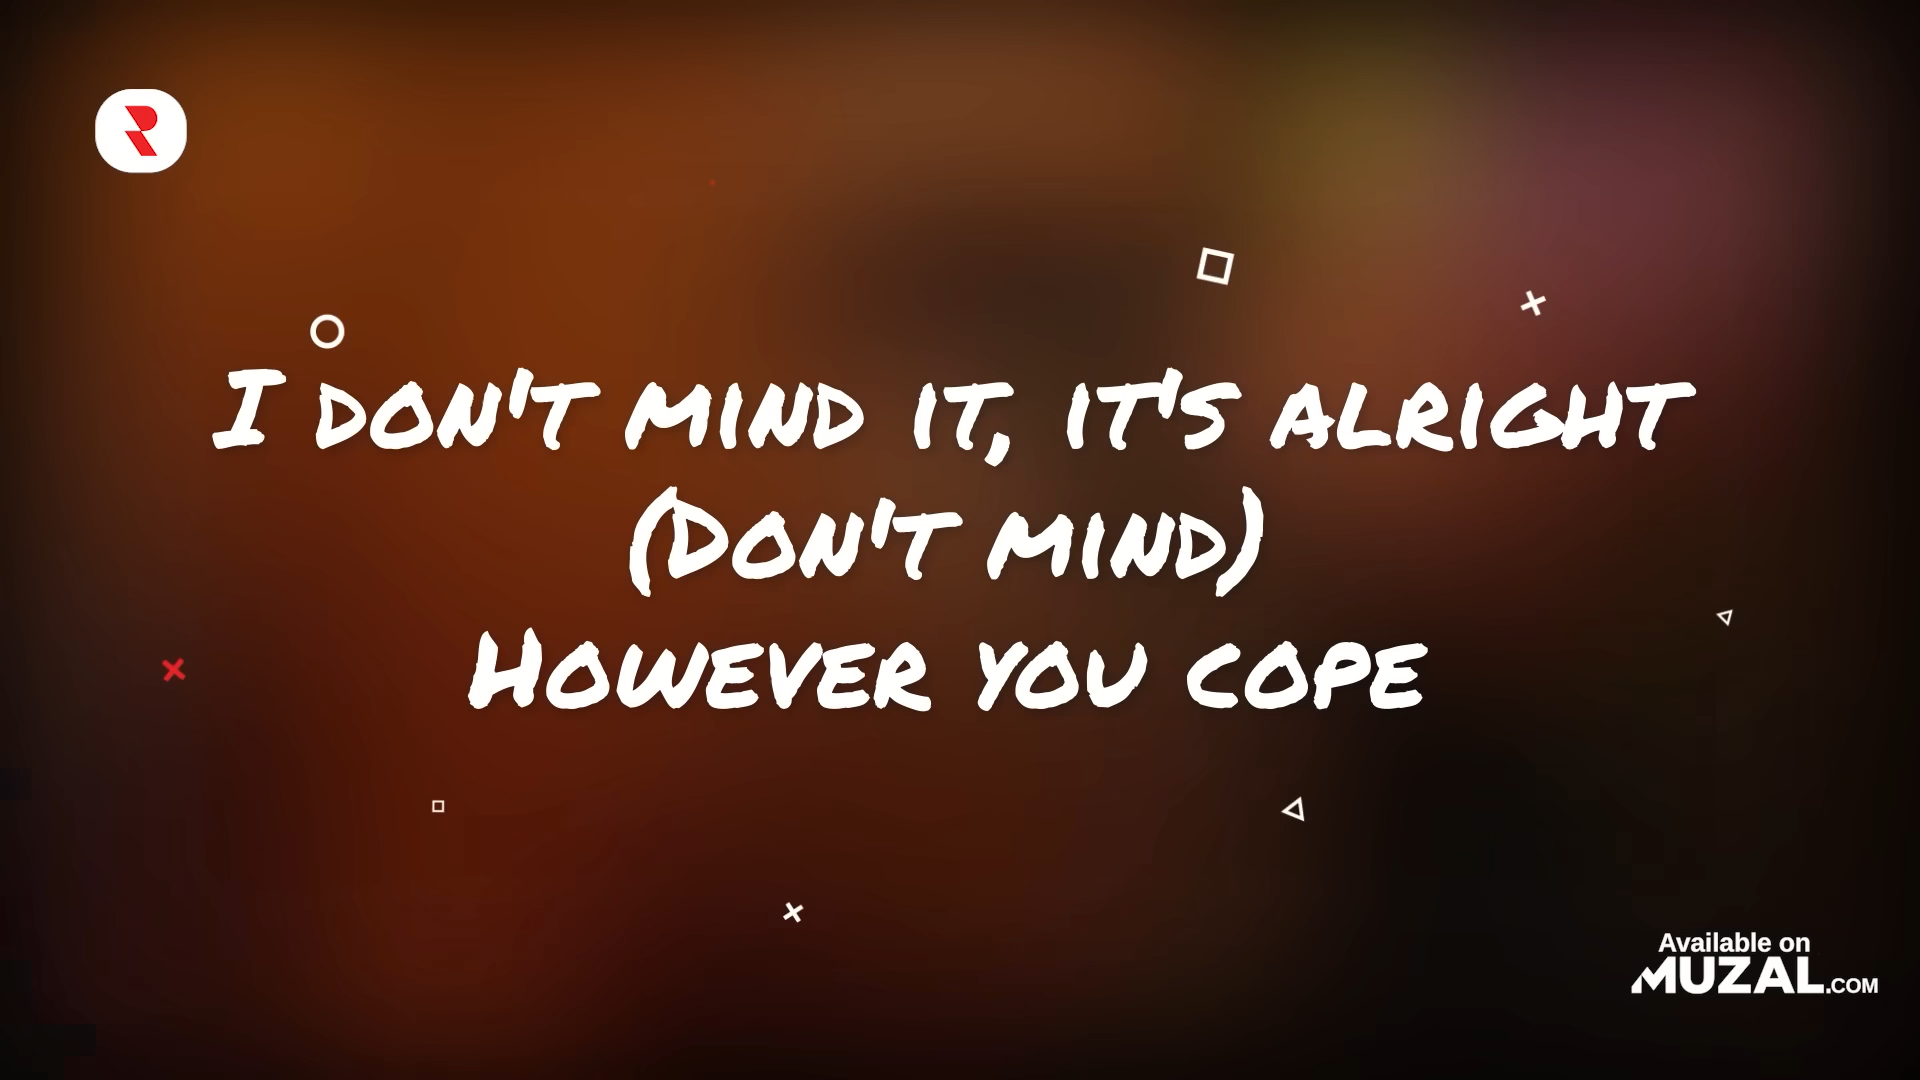 R
I DON'T MIND IT, IT'S ALRIGHT
(DON'T MIND)
HOWEVER YOU COPE
Available on
MUZAL.COM